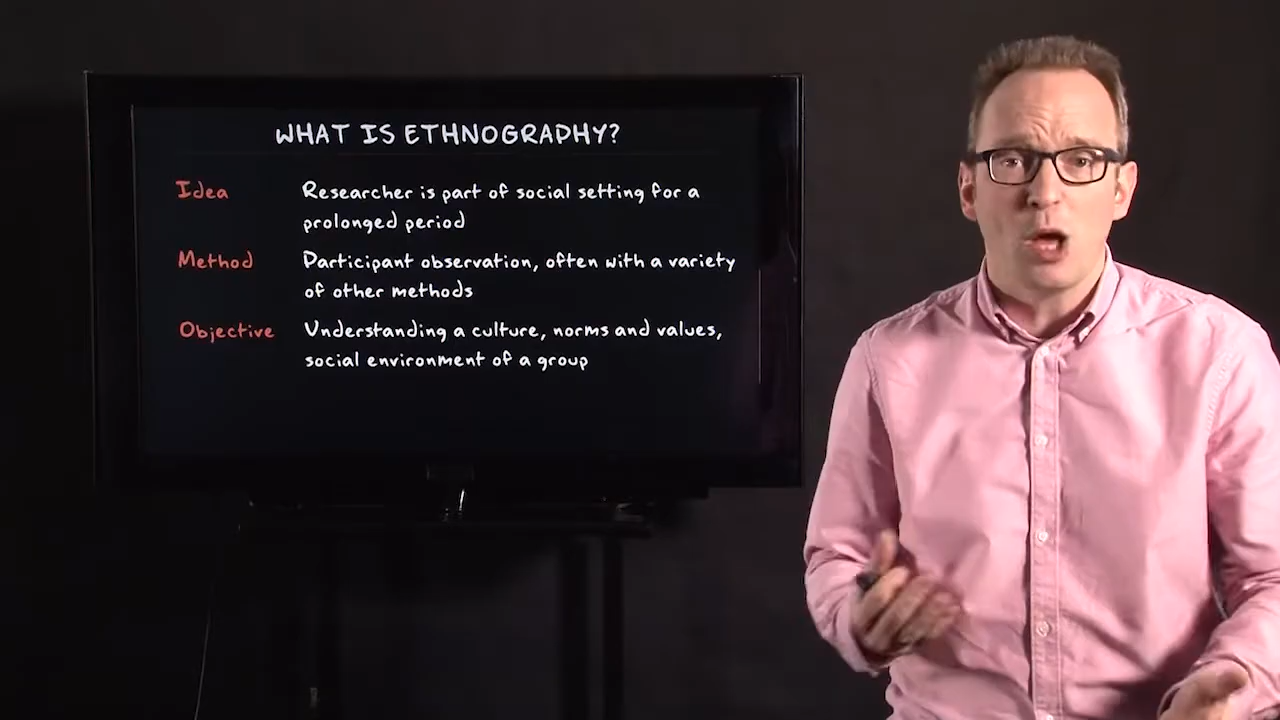 WHAT IS ETHNOGRAPHY?
Idea
Researcher is part of social setting for a
prolonged period
Method
Participant observation, often with a variety
of other methods
Objective
Understanding a culture, norms and values,
social environment of a group